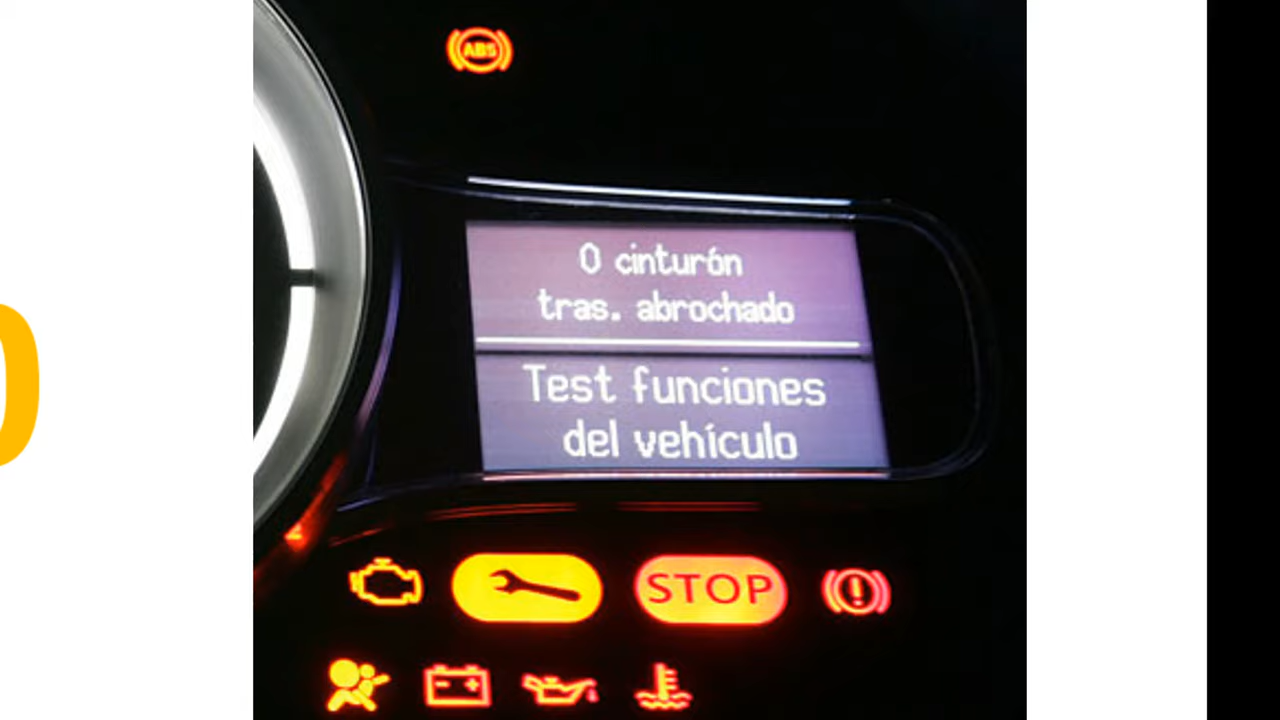 ABS
0 cinturón
tras. abrochado
Test funciones
del vehículo
STOP